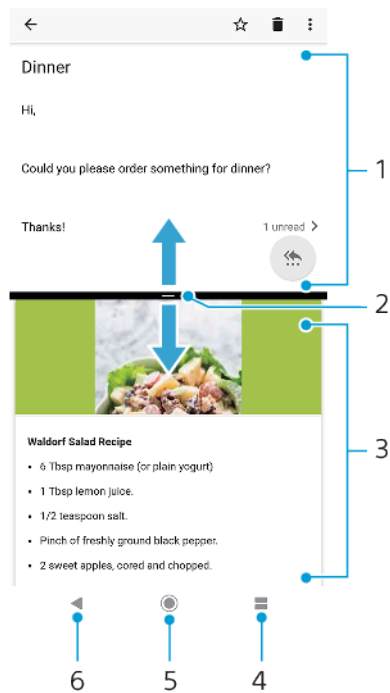 Dinner
Hi,
Could you please order something for dinner?
Thanks!
1 unread
1
2
3
Waldorf Salad Recipe
• 6 Tbsp mayonnaise (or plain yogurt)
• 1 Tbsp lemon juice.
• 1/2 teaspoon salt.
• Pinch of freshly ground black pepper.
• 2 sweet apples, cored and chopped.
6 5 4